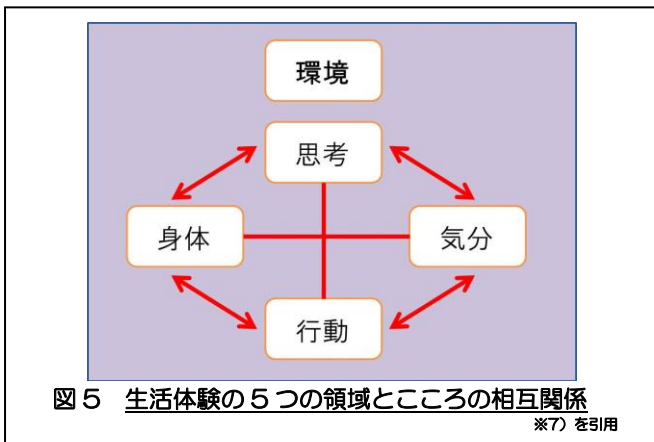 環境
思考
身体
気分
行動
図5 生活体験の5つの領域とこころの相互関係
※7）を引用